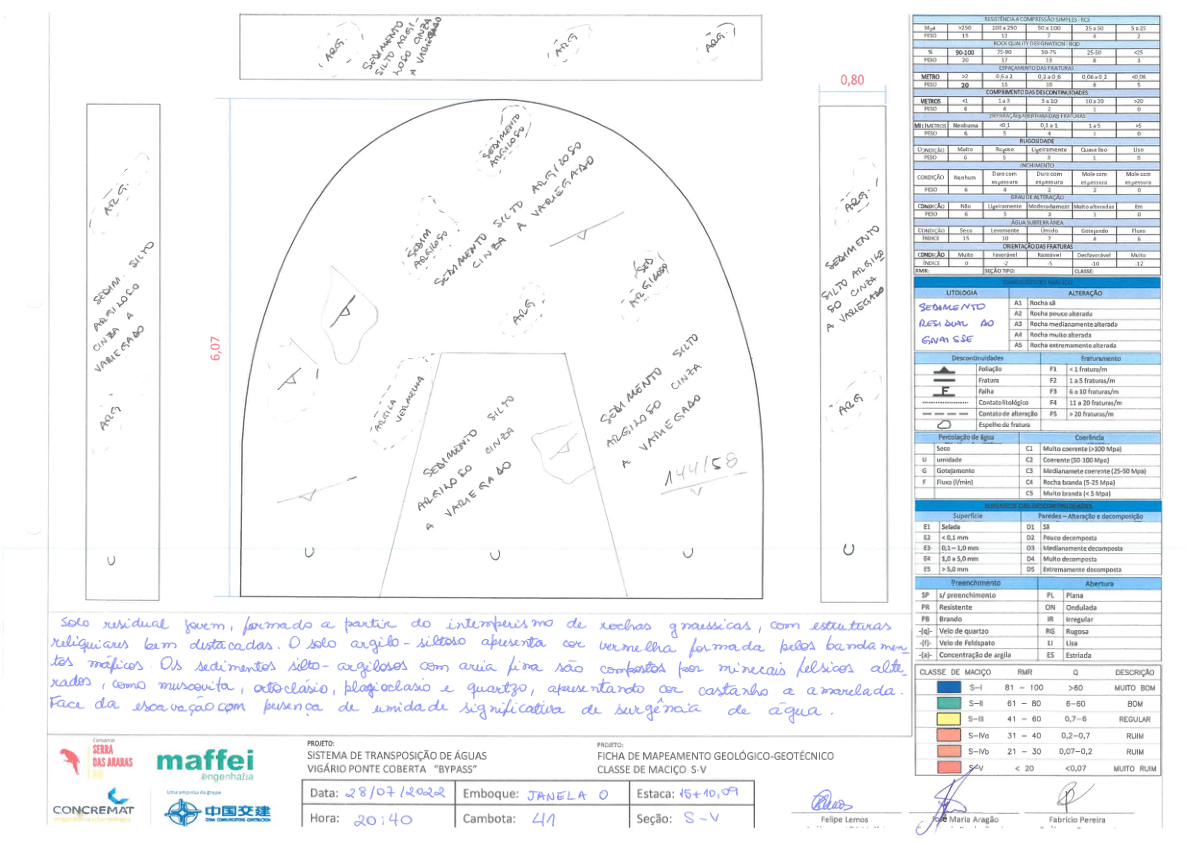 ARG.
SEDIMENTO
SILTO ARGI-
LOSO CINZA
A VARIEGADO
ARG
ARG.
0,80
6,07
ARG.
SEDIM. SILTO
ARGILOSO
CINZA A
VARIEGADO
ARG
SEDIMENTO
ARGILOSO
SEDIMENTO SILTO ARGILOSO
CINZA A VARIEGADO
SEDIM
ARGILOSO
SED
ARGILOSO
ARG
ARGILA
VERMELHA
SEDIMENTO SILTO
ARGILOSO CINZA
A VARIEGADO
SEDIMENTO SILTO
ARGILOSO CINZA
A VARIEGADO
144/58
ARG.
SEDIMENTO
SILTO ARGILO
SO CINZA
A VARIEGADO
ARG
U U U U U
Solo residual jovem, formado a partir do intemperismo de rochas gnaissicas, com estruturas
reliquiares bem distacadas. O solo argilo-siltoso apresenta cor vermelha formada pelos bandamen-
tos máficos. Os sedimentos silto-argilosos com areia fina são compostos por minerais felsicos alte-
rados, como muscovita, ortoclásio, plagioclasio e quartzo, apresentando cor castanho a amarelada.
Face da escavação com presença de umidade significativa de surgência de água.
RESISTÊNCIA A COMPRESSÃO SIMPLES - RCS
Mpa >250 100 a 250 50 a 100 25 a 50 5 a 25
PESO 15 12 7 4 2
ROCK QUALITY DESIGNATION - RQD
% 90-100 75-90 50-75 25-50 <25
PESO 20 17 13 8 3
ESPAÇAMENTO DAS FRATURAS
METRO >2 0,6 a 2 0,2 a 0,6 0,06 a 0,2 <0,06
PESO 20 15 10 8 5
COMPRIMENTO DAS DESCONTINUIDADES
METROS <1 1 a 3 3 a 10 10 a 20 >20
PESO 6 4 2 1 0
SEPARAÇÃO/ABERTURA DAS FRATURAS
MILÍMETROS Nenhuma <0,1 0,1 a 1 1 a 5 >5
PESO 6 5 4 1 0
RUGOSIDADE
CONDIÇÃO Muito Rugoso Ligeiramente Quase liso Liso
PESO 6 5 3 1 0
INCHIMENTO
CONDIÇÃO Nenhum Duro com espessura Duro com espessura Mole com espessura Mole com espessura
PESO 6 4 2 2 0
GRAU DE ALTERAÇÃO
CONDIÇÃO Não Ligeiramente Moderadament Muito alteradas Em
PESO 6 5 3 1 0
ÁGUA SUBTERRÂNEA
CONDIÇÃO Seco Levemente Úmido Gotejando Fluxo
ÍNDICE 15 10 7 4 0
ORIENTAÇÃO DAS FRATURAS
CONDIÇÃO Muito Favorável Razoável Desfavorável Muito
ÍNDICE 0 -2 -5 -10 -12
RMR: SEÇÃO TIPO: CLASSE:
LITOLOGIA ALTERAÇÃO
SEDIMENTO
RESIDUAL AO
GNAISSE
A1 Rocha sã
A2 Rocha pouco alterada
A3 Rocha medianamente alterada
A4 Rocha muito alterada
A5 Rocha extremamente alterada
Descontinuidades Fraturamento
Foliação F1 < 1 fratura/m
Fratura F2 1 a 5 fraturas/m
F Falha F3 6 a 10 fraturas/m
Contato litológico F4 11 a 20 fraturas/m
Contato de alteração F5 > 20 fraturas/m
Espelho de fratura
Percolação de água Coerência
Seco C1 Muito coerente (>100 Mpa)
U umidade C2 Coerente (50-100 Mpa)
G Gotejamento C3 Medianamete coerente (25-50 Mpa)
F Fluxo (l/min) C4 Rocha branda (5-25 Mpa)
C5 Muito branda (< 5 Mpa)
SUPERFICIE DAS DESCONTINUIDADES
Superfície Paredes – Alteração e decomposição
E1 Selada D1 Sã
E2 < 0,1 mm D2 Pouco decomposta
E3 0,1 – 1,0 mm D3 Medianamente decomposta
E4 1,0 a 5,0 mm D4 Muito decomposta
E5 > 5,0 mm D5 Extremamente decomposta
Preenchimento Abertura
SP s/ preenchimento PL Plana
PR Resistente ON Ondulada
PB Brando IR Irregular
-(q)- Veio de quartzo RG Rugosa
-(f)- Veio de Feldspato LI Lisa
-(a)- Concentração de argila ES Estriada
CLASSE DE MACIÇO RMR Q DESCRIÇÃO
S-I 81 – 100 >60 MUITO BOM
S-II 61 – 80 6-60 BOM
S-III 41 – 60 0,7-6 REGULAR
S-IVa 31 – 40 0,2-0,7 RUIM
S-IVb 21 – 30 0,07-0,2 RUIM
S-V < 20 <0,07 MUITO RUIM
Consórcio
SERRA
DAS ARARAS
maffei
engenharia
CONCREMAT
Uma empresa do grupo
中国交建
CHINA COMMUNICATIONS CONSTRUCTION
PROJETO:
SISTEMA DE TRANSPOSIÇÃO DE ÁGUAS
VIGÁRIO PONTE COBERTA "BYPASS"
PROJETO:
FICHA DE MAPEAMENTO GEOLÓGICO-GEOTÉCNICO
CLASSE DE MACIÇO S-V
Data: 28/07/2022 Emboque: JANELA O Estaca: 15+10,09
Hora: 20:40 Cambota: 41 Seção: S-V
Felipe Lemos
José Maria Aragão
Fabrício Pereira